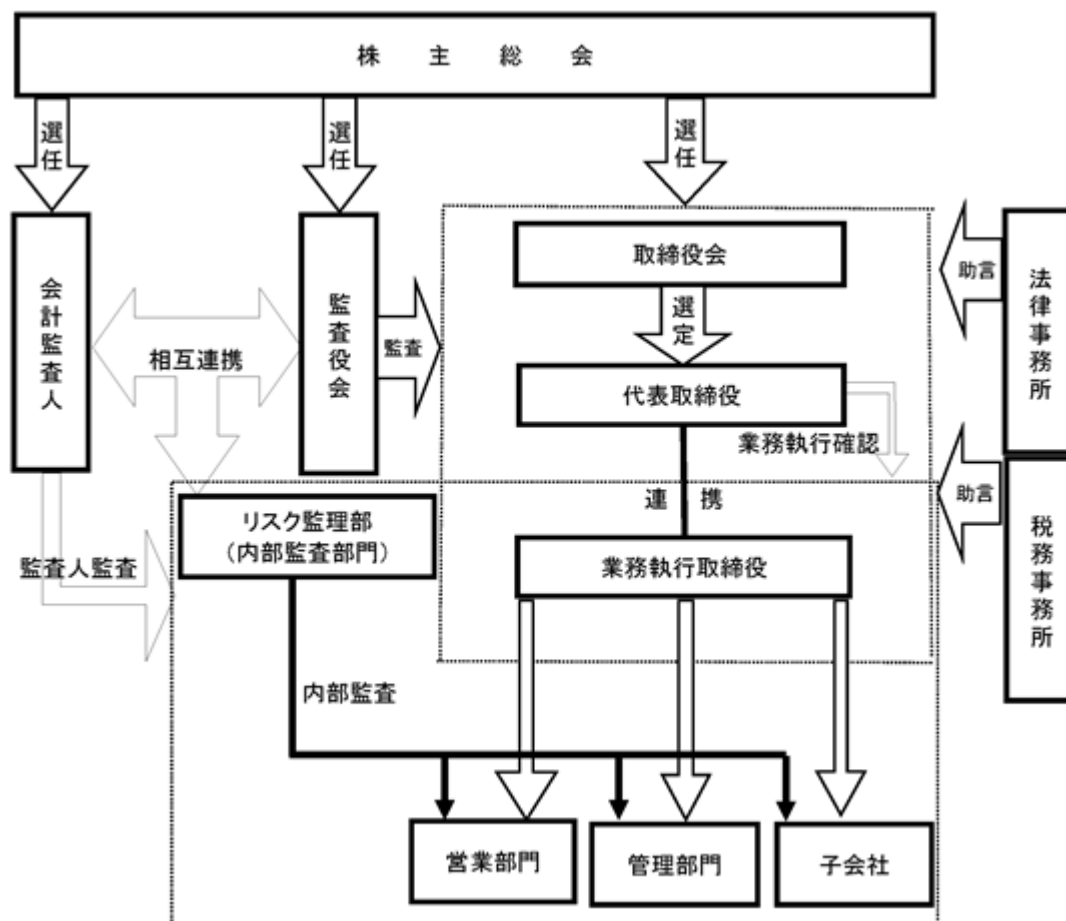 株主総会
選任
選任
選任
会計監査人
相互連携
監査役会
監査
取締役会
選定
代表取締役
業務執行確認
助言
法律事務所
助言
税務事務所
連携
リスク監理部
（内部監査部門）
業務執行取締役
監査人監査
内部監査
営業部門
管理部門
子会社